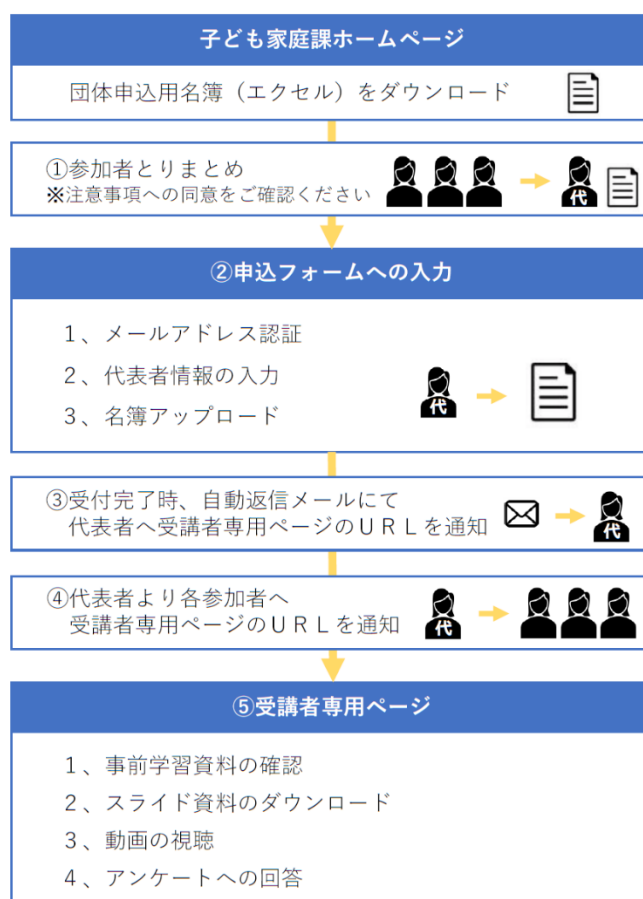 子ども家庭課ホームページ
団体申込用名簿（エクセル）をダウンロード
①参加者とりまとめ
※注意事項への同意をご確認ください
代
②申込フォームへの入力
１、メールアドレス認証
２、代表者情報の入力
３、名簿アップロード
代
③受付完了時、自動返信メールにて
代表者へ受講者専用ページのＵＲＬを通知
代
④代表者より各参加者へ
受講者専用ページのＵＲＬを通知
代
⑤受講者専用ページ
１、事前学習資料の確認
２、スライド資料のダウンロード
３、動画の視聴
４、アンケートへの回答